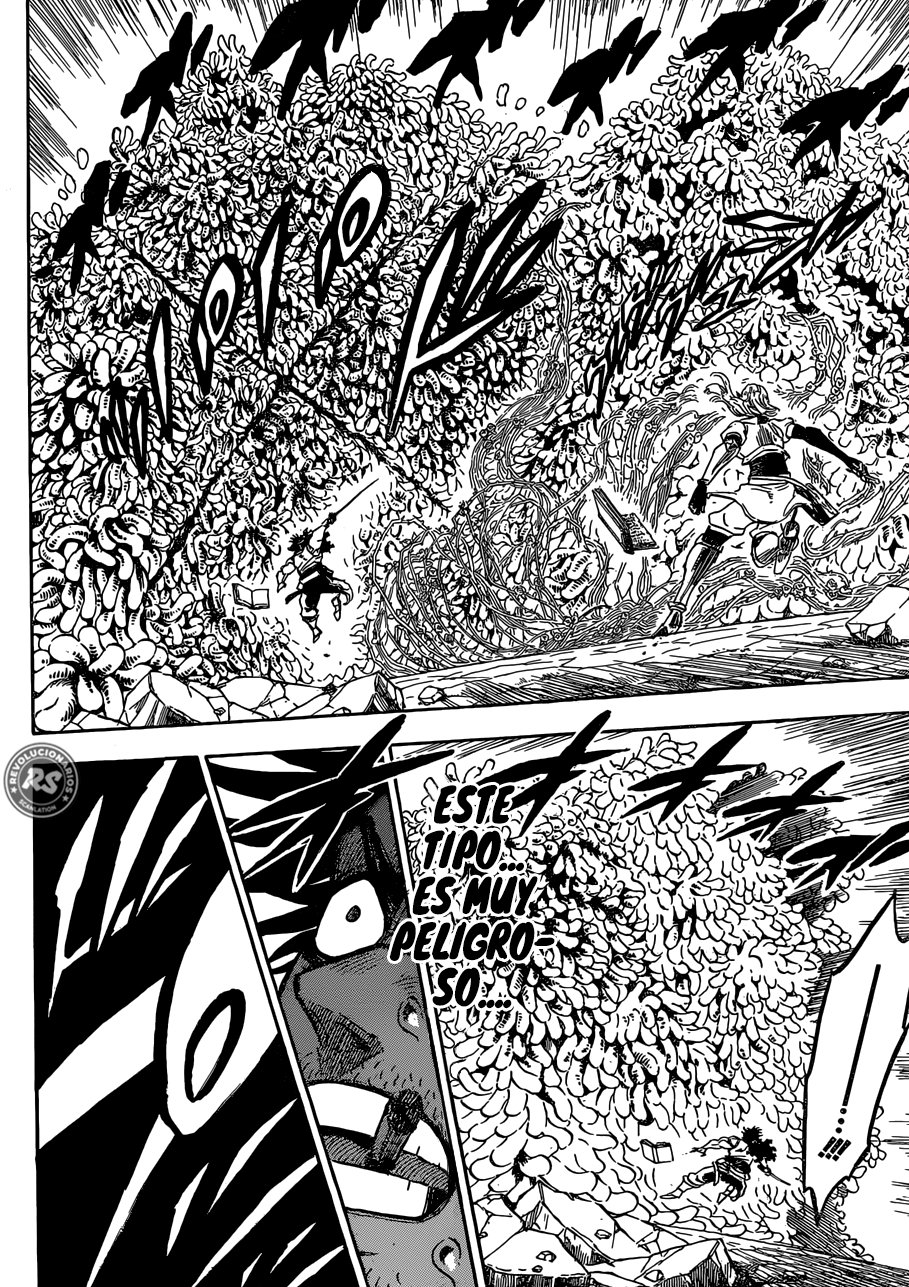 ESTE
TIPO...
ES MUY
PELIGRO-
SO....
...!!!!
REVOLUCIONARIOS
RS
SCANLATION